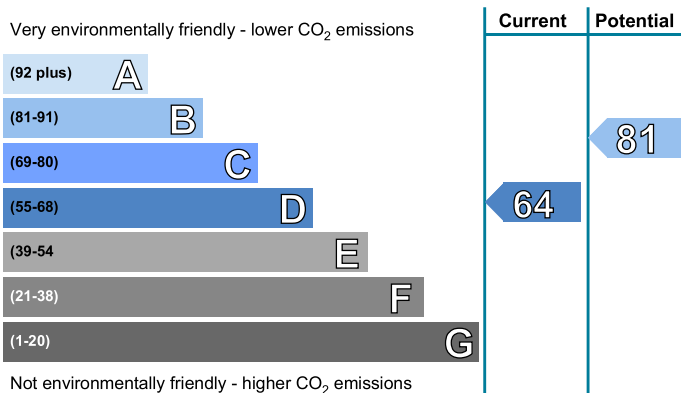 Current Potential
Very environmentally friendly - lower CO₂ emissions
(92 plus) A
(81-91) B
81
(69-80) C
(55-68) D
64
(39-54 E
(21-38) F
(1-20) G
Not environmentally friendly - higher CO₂ emissions